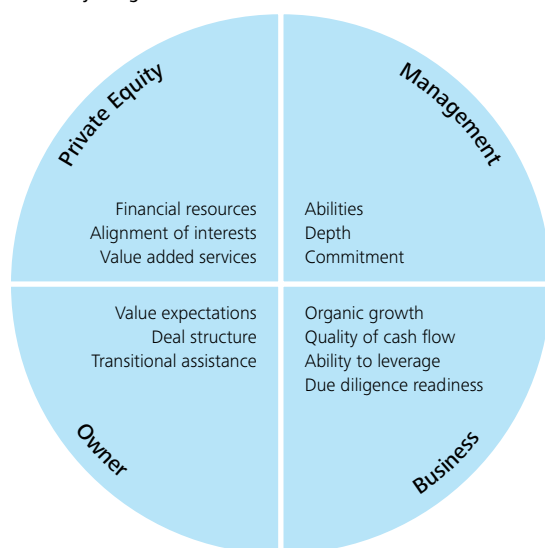 Private Equity
Financial resources
Alignment of interests
Value added services
Management
Abilities
Depth
Commitment
Value expectations
Deal structure
Transitional assistance
Owner
Organic growth
Quality of cash flow
Ability to leverage
Due diligence readiness
Business